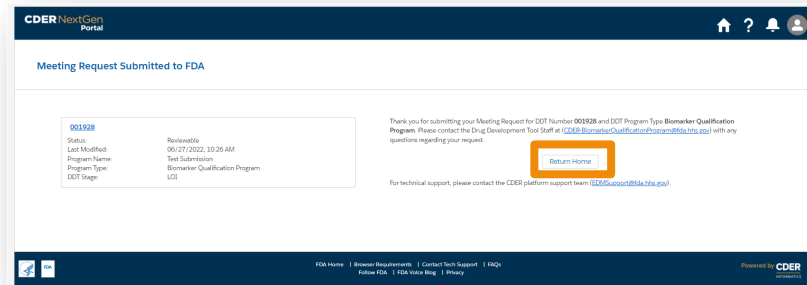 CDER NextGen
Portal
Meeting Request Submitted to FDA
001928
Status: Reviewable
Last Modified: 06/27/2022, 10:26 AM
Program Name: Test Submission
Program Type: Biomarker Qualification Program
DDT Stage: LOI
Thank you for submitting your Meeting Request for DDT Number 001928 and DDT Program Type Biomarker Qualification
Program. Please contact the Drug Development Tool Staff at (CDER-BiomarkerQualificationProgram@fda.hhs.gov) with any
questions regarding your request.
Return Home
For technical support, please contact the CDER platform support team (EDMSupport@fda.hhs.gov).
FDA
FDA Home | Browser Requirements | Contact Tech Support | FAQs
Follow FDA | FDA Voice Blog | Privacy
Powered by CDER
INFORMATICS